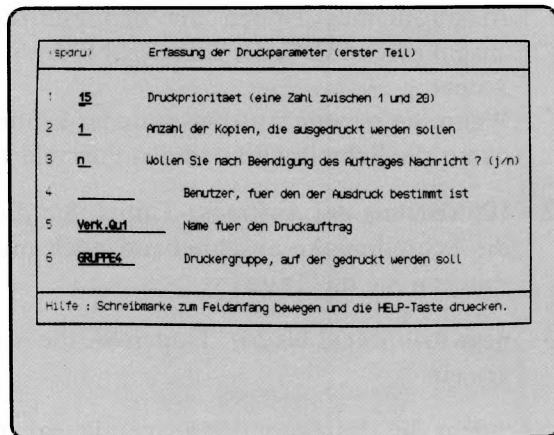 (spdru) Erfassung der Druckparameter (erster Teil)
1 15 Druckprioritaet (eine Zahl zwischen 1 und 20)
2 1 Anzahl der Kopien, die ausgedruckt werden sollen
3 n Wollen Sie nach Beendigung des Auftrages Nachricht ? (j/n)
4 Benutzer, fuer den der Ausdruck bestimmt ist
5 Name fuer den Druckauftrag
6 GRUPPE4 Druckergruppe, auf der gedruckt werden soll
Hilfe : Schreibmarke zum Feldanfang bewegen und die HELP-Taste druecken.